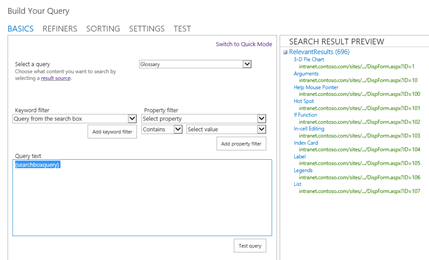 Build Your Query
BASICS REFINERS SORTING SETTINGS TEST
Switch to Quick Mode
Select a query
Glossary
Choose what content you want to search by
selecting a result source.
Keyword filter
Property filter
Query from the search box
Select property
Add keyword filter
Contains
Select value
Add property filter
Query text
{searchboxquery}
Test query
SEARCH RESULT PREVIEW
RelevantResults (696)
3-D Pie Chart
intranet.contoso.com/sites/.../DispForm.aspx?ID=1
Arguments
intranet.contoso.com/sites/.../DispForm.aspx?ID=10
Help Mouse Pointer
intranet.contoso.com/sites/.../DispForm.aspx?ID=100
Hot Spot
intranet.contoso.com/sites/.../DispForm.aspx?ID=101
If Function
intranet.contoso.com/sites/.../DispForm.aspx?ID=102
In-cell Editing
intranet.contoso.com/sites/.../DispForm.aspx?ID=103
Index Card
intranet.contoso.com/sites/.../DispForm.aspx?ID=104
Label
intranet.contoso.com/sites/.../DispForm.aspx?ID=105
Legends
intranet.contoso.com/sites/.../DispForm.aspx?ID=106
List
intranet.contoso.com/sites/.../DispForm.aspx?ID=107